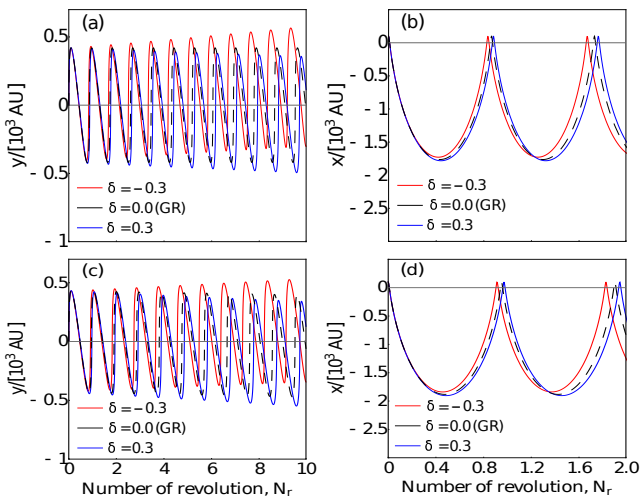 (a)
0.5
0
- 0.5
- 1
y/[10³ AU]
δ = −0.3
δ = 0.0 (GR)
δ = 0.3
(b)
0
- 0.5
- 1
- 1.5
- 2
- 2.5
x/[10³ AU]
δ = −0.3
δ = 0.0 (GR)
δ = 0.3
(c)
0.5
0
- 0.5
- 1
y/[10³ AU]
δ = −0.3
δ = 0.0 (GR)
δ = 0.3
0 2 4 6 8 10
Number of revolution, Nᵣ
(d)
0
- 0.5
- 1
- 1.5
- 2
- 2.5
x/[10³ AU]
δ = −0.3
δ = 0.0 (GR)
δ = 0.3
0 0.4 0.8 1.2 1.6 2.0
Number of revolution, Nᵣ